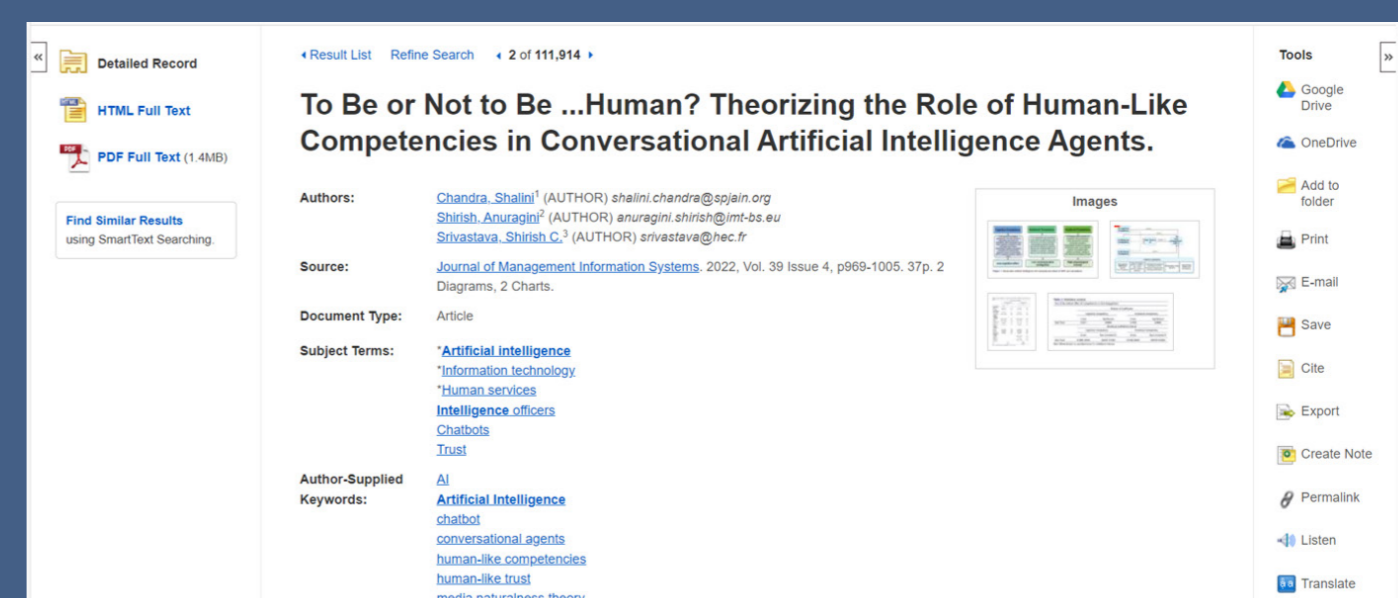 «
Detailed Record
HTML Full Text
PDF Full Text (1.4MB)
Find Similar Results
using SmartText Searching.
Result List Refine Search 2 of 111,914
To Be or Not to Be ...Human? Theorizing the Role of Human-Like
Competencies in Conversational Artificial Intelligence Agents.
Authors: Chandra, Shalini¹ (AUTHOR) shalini.chandra@spjain.org
Shirish, Anuragini² (AUTHOR) anuragini.shirish@imt-bs.eu
Srivastava, Shirish C.³ (AUTHOR) srivastava@hec.fr
Source: Journal of Management Information Systems. 2022, Vol. 39 Issue 4, p969-1005. 37p. 2
Diagrams, 2 Charts.
Document Type: Article
Subject Terms: *Artificial intelligence
*Information technology
*Human services
Intelligence officers
Chatbots
Trust
Author-Supplied AI
Keywords: Artificial Intelligence
chatbot
conversational agents
human-like competencies
human-like trust
media naturalness theory
Images
Tools
»
Google
Drive
OneDrive
Add to
folder
Print
E-mail
Save
Cite
Export
Create Note
Permalink
Listen
Translate